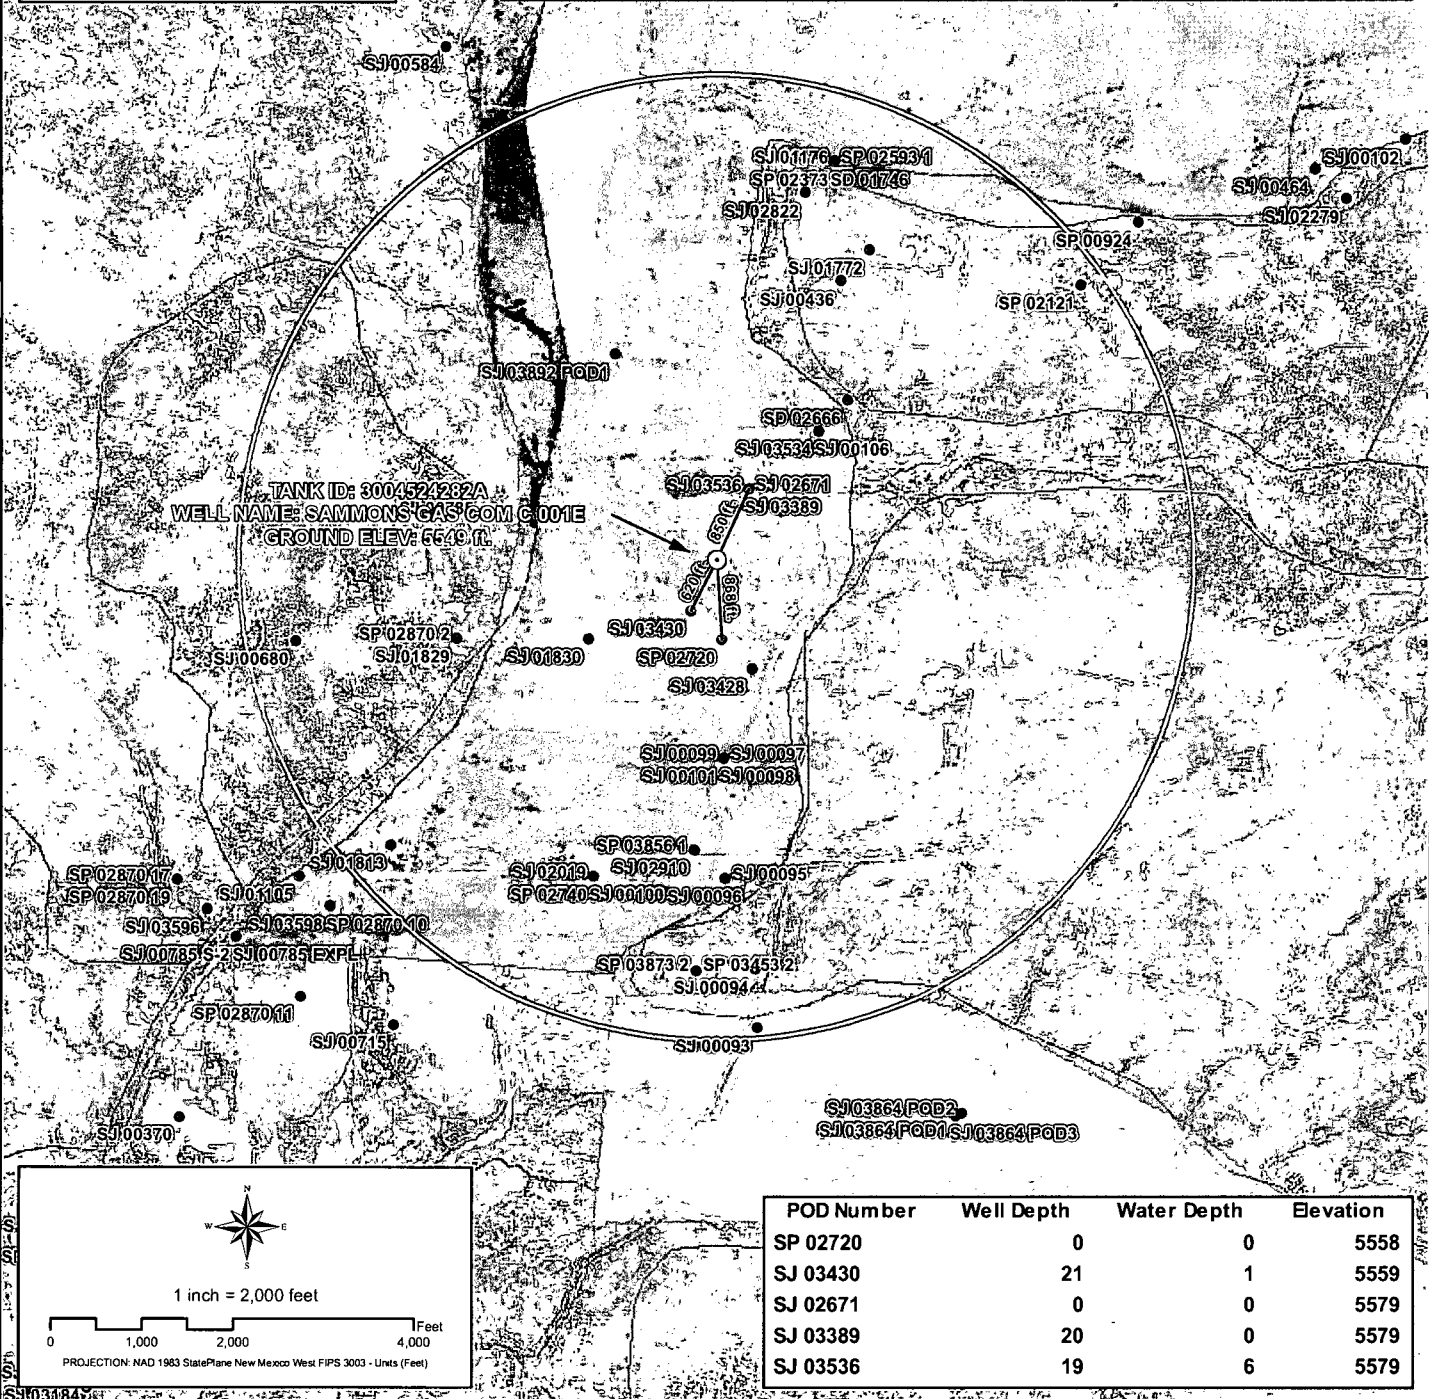 SJ 00584
SJ 01176 SP 02593 1
SP 02373 SD 01746
SJ 02822
SJ 00102
SJ 00464
SJ 02279
SP 00924
SJ 01772
SJ 00436
SP 02121
SJ 03892 POD1
SD 02666
SJ 03534 SJ 00106
SJ 03536 SJ 02671
SJ 03389
TANK ID: 3004524282A
WELL NAME: SAMMONS GAS COM C 001E
GROUND ELEV: 5549 ft.
820 ft.
620 ft.
868 ft.
SJ 03430
SP 02870 2
SJ 01829
SJ 00680
SJ 01830
SP 02720
SJ 03428
SJ 00099 SJ 00097
SJ 00101 SJ 00098
SP 03856 1
SJ 02910
SJ 01813
SJ 02019
SJ 00095
SP 02740 SJ 00100 SJ 00096
SP 02870 17
SP 02870 19
SJ 01105
SJ 03596
SJ 03598 SP 02870 10
SJ 00785 S-2 SJ 00785 EXPL
SP 03873 2 SP 03453 2
SJ 00094
SP 02870 11
SJ 00715
SJ 00093
SJ 03864 POD2
SJ 03864 POD1 SJ 03864 POD3
SJ 00370
N
W E
S
1 inch = 2,000 feet
Feet
0 1,000 2,000 4,000
PROJECTION: NAD 1983 StatePlane New Mexico West FIPS 3003 - Units (Feet)
POD Number Well Depth Water Depth Elevation
SP 02720 0 0 5558
SJ 03430 21 1 5559
SJ 02671 0 0 5579
SJ 03389 20 0 5579
SJ 03536 19 6 5579
SJ 03184